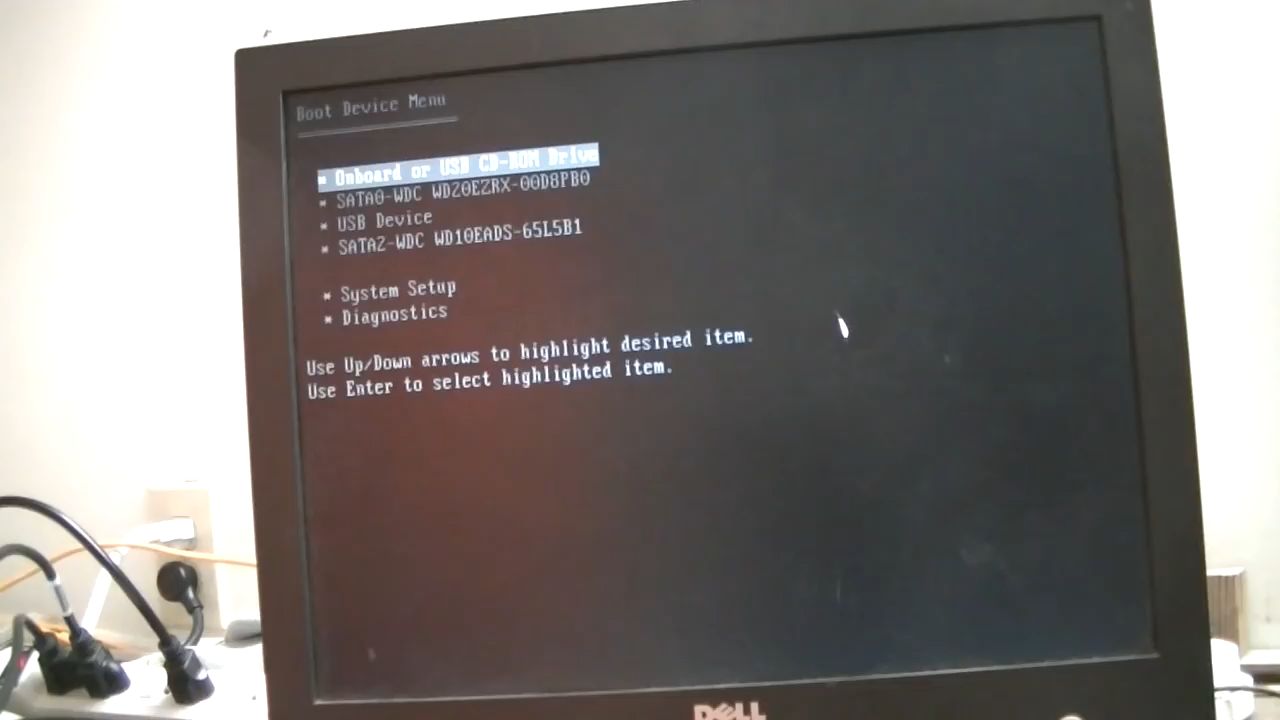 Boot Device Menu
* Onboard or USB CD-ROM Drive
* SATA0-WDC WD20EZRX-00D8PB0
* USB Device
* SATA2-WDC WD10EADS-65L5B1
* System Setup
* Diagnostics
Use Up/Down arrows to highlight desired item.
Use Enter to select highlighted item.
DELL